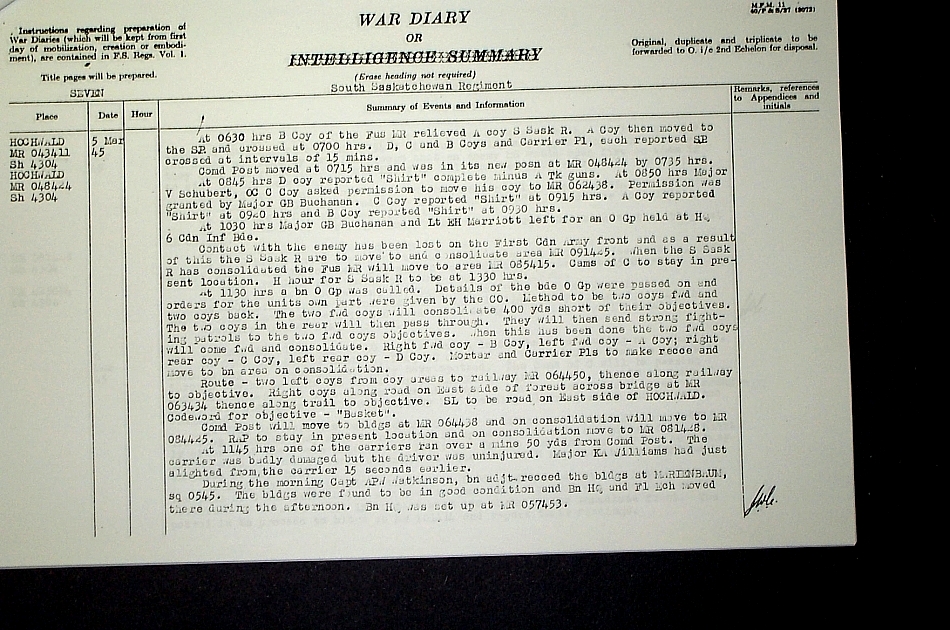 M.F.M. 11
Instructions regarding preparation of
War Diaries (which will be kept from first
day of mobilization, creation or embodi-
ment), are contained in F.S. Regs. Vol. 1.
Title pages will be prepared.
SEVEN
WAR DIARY
OR
INTELLIGENCE SUMMARY
(Erase heading not required)
South Saskatchewan Regiment
Original, duplicate and triplicate to be
forwarded to O. i/c 2nd Echelon for disposal.
Place
Date
Hour
Summary of Events and Information
Remarks, references
to Appendices and
initials
HOCHWALD
MR 043411
Sh 4304
HOCHWALD
MR 048424
Sh 4304
5 Mar
45
At 0630 hrs B Coy of the Fus MR relieved A coy S Sask R. A Coy then moved to
the SP and crossed at 0700 hrs. D, C and B Coys and Carrier Pl, each reported SP
crossed at intervals of 15 mins.
Comd Post moved at 0715 hrs and was in its new posn at MR 048424 by 0735 hrs.
At 0845 hrs D coy reported "Shirt" complete minus A Tk guns. At 0850 hrs Major
V Schubert, OC C Coy asked permission to move his coy to MR 062438. Permission was
granted by Major GB Buchanan. C Coy reported "Shirt" at 0915 hrs. A Coy reported
"Shirt" at 0920 hrs and B Coy reported "Shirt" at 0930 hrs.
At 1030 hrs Major GB Buchanan and Lt EH Marriott left for an O Gp held at HQ,
6 Cdn Inf Bde.
Contact with the enemy has been lost on the First Cdn Army front and as a result
of this the S Sask R are to move to and consolidate area MR 091425. When the S Sask
R has consolidated the Fus MR will move to area MR 085415. Cams of C to stay in pre-
sent location. H hour for S Sask R to be at 1330 hrs.
At 1130 hrs a bn O Gp was called. Details of the bde O Gp were passed on and
orders for the units own part were given by the CO. Method to be two coys fwd and
two coys back. The two fwd coys will consolidate 400 yds short of their objectives.
The two coys in the rear will then pass through. They will then send strong fight-
ing patrols to the two fwd coys objectives. When this has been done the two fwd coys
will come fwd and consolidate. Right fwd coy - B Coy, left fwd coy - A Coy; right
rear coy - C Coy, left rear coy - D Coy. Mortar and Carrier Pls to make recce and
move to bn area on consolidation.
Route - two left coys from coy areas to railway MR 064450, thence along railway
to objective. Right coys along road on East side of forest across bridge at MR
063434 thence along trail to objective. SL to be road on East side of HOCHWALD.
Codeword for objective - "Basket".
Comd Post will move to bldgs at MR 064438 and on consolidation will move to MR
084425. RAP to stay in present location and on consolidation move to MR 081428.
At 1145 hrs one of the carriers ran over a mine 50 yds from Comd Post. The
carrier was badly damaged but the driver was uninjured. Major KW Williams had just
alighted from the carrier 15 seconds earlier.
During the morning Capt APW Watkinson, bn adjt recced the bldgs at MARIENBAUM,
sq 0545. The bldgs were found to be in good condition and Bn HQ and F1 Ech moved
there during the afternoon. Bn HQ was set up at MR 057453.